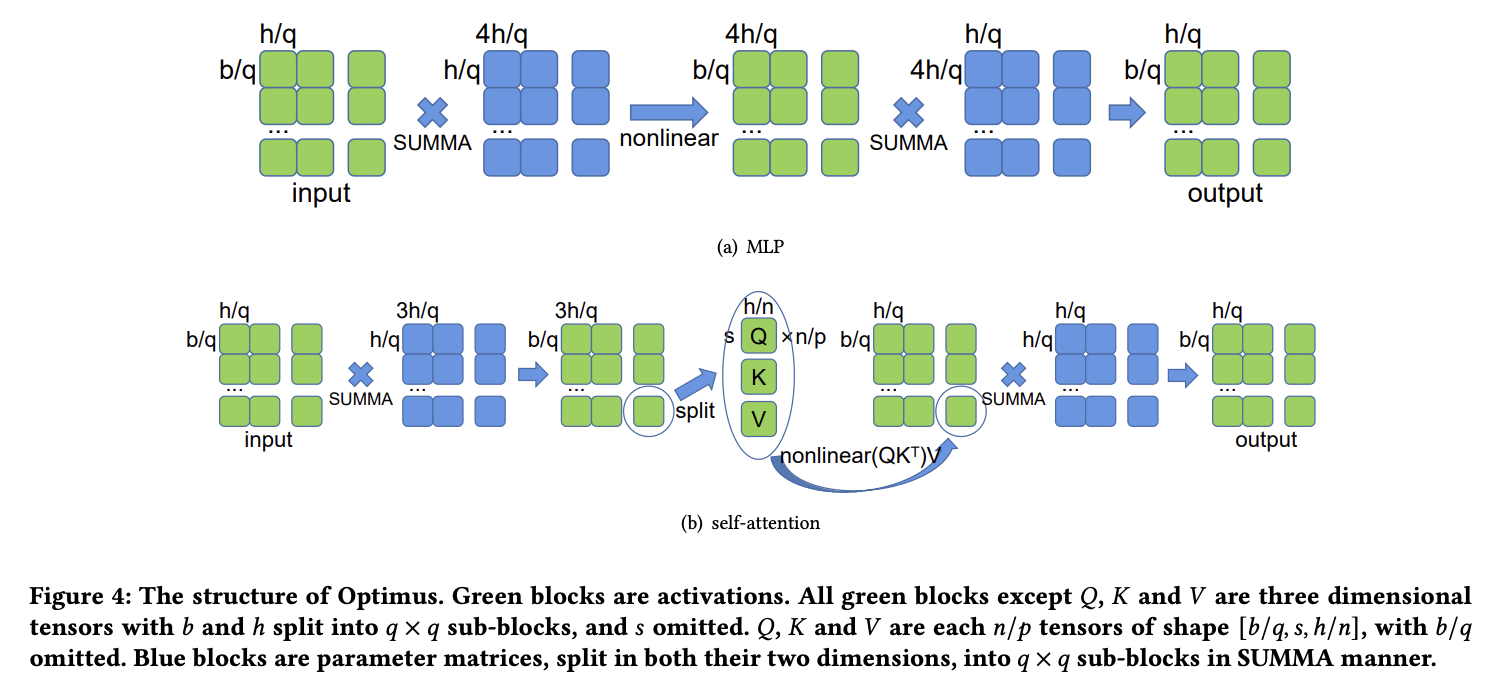 h/q 4h/q 4h/q h/q h/q
b/q h/q b/q 4h/q b/q
... ... ... ... ...
SUMMA nonlinear SUMMA
input output
(a) MLP
h/q 3h/q 3h/q h/n h/q h/q h/q
b/q h/q b/q s Q ×n/p b/q h/q b/q
K
... ... ... ... ... ...
SUMMA split V SUMMA
input output
nonlinear(QKᵀ)V
(b) self-attention
Figure 4: The structure of Optimus. Green blocks are activations. All green blocks except Q, K and V are three dimensional
tensors with b and h split into q × q sub-blocks, and s omitted. Q, K and V are each n/p tensors of shape [b/q, s, h/n], with b/q
omitted. Blue blocks are parameter matrices, split in both their two dimensions, into q × q sub-blocks in SUMMA manner.